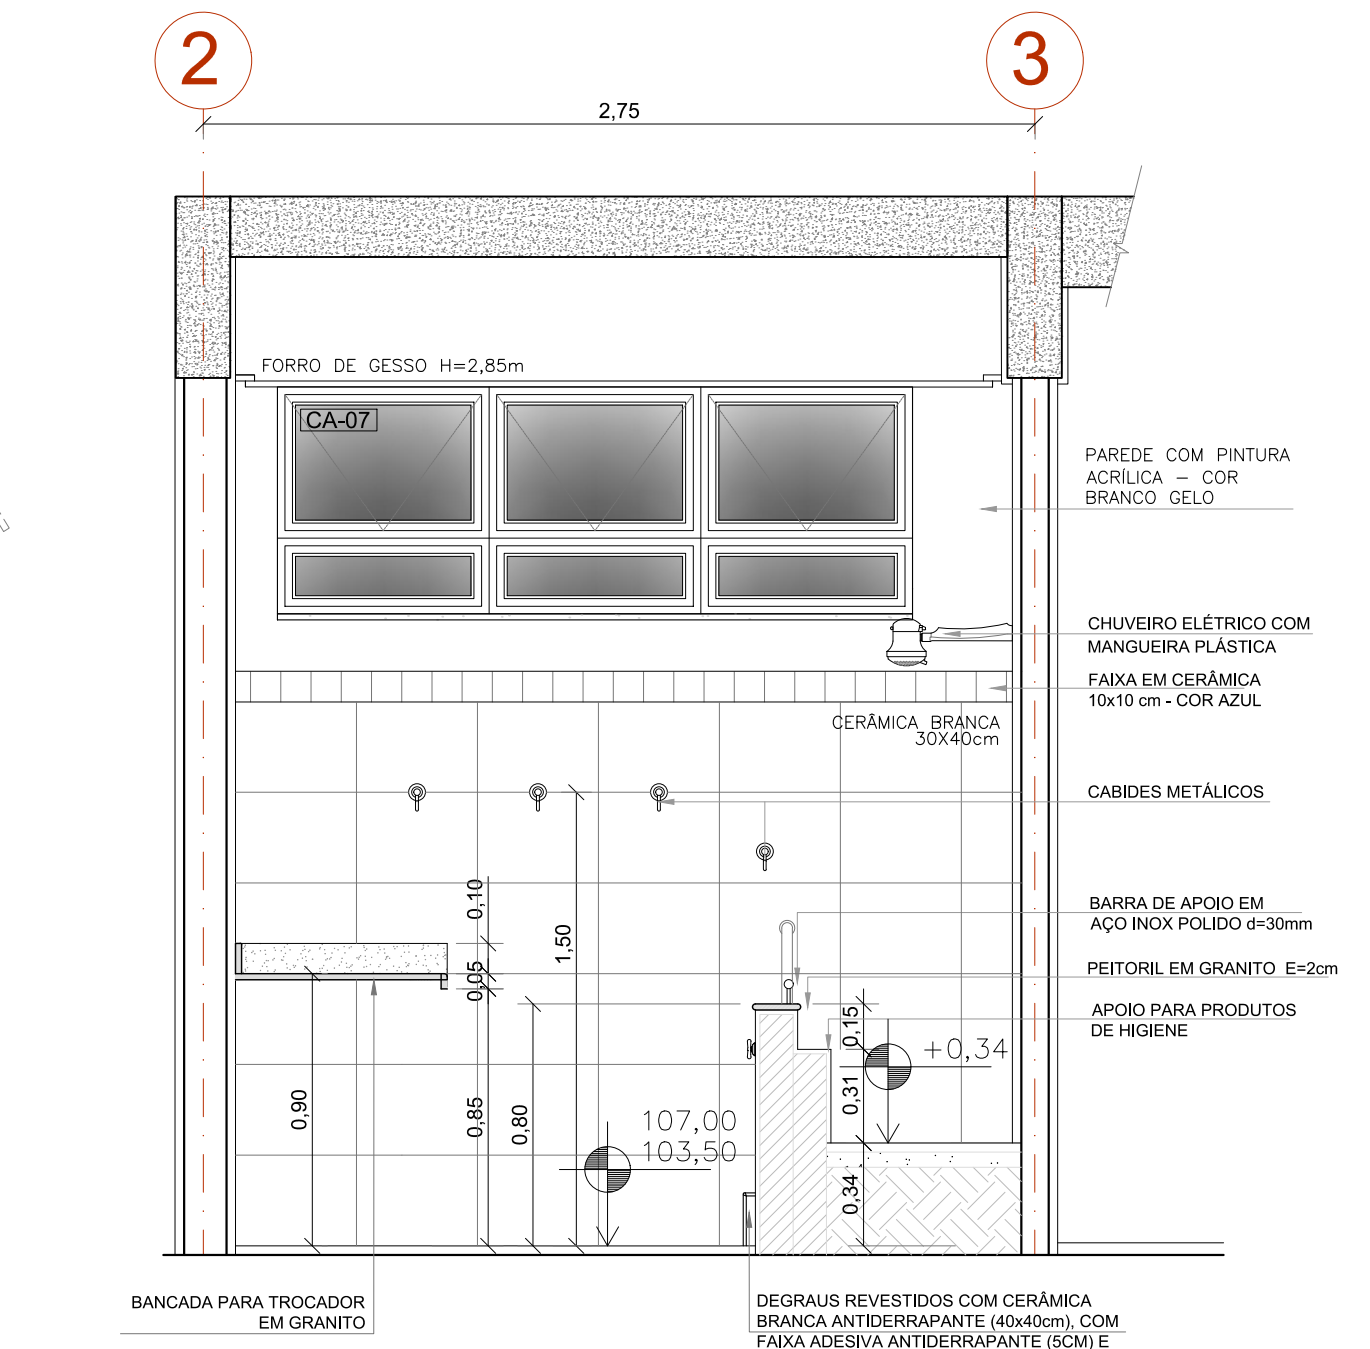 2
3
2,75
FORRO DE GESSO H=2,85m
CA-07
PAREDE COM PINTURA
ACRÍLICA – COR
BRANCO GELO
CHUVEIRO ELÉTRICO COM
MANGUEIRA PLÁSTICA
FAIXA EM CERÂMICA
10x10 cm - COR AZUL
CERÂMICA BRANCA
30X40cm
CABIDES METÁLICOS
0,10
BARRA DE APOIO EM
AÇO INOX POLIDO d=30mm
1,50
0,05
PEITORIL EM GRANITO E=2cm
APOIO PARA PRODUTOS
DE HIGIENE
0,15
+0,34
0,31
0,90
0,85
0,80
107,00
103,50
0,34
BANCADA PARA TROCADOR
EM GRANITO
DEGRAUS REVESTIDOS COM CERÂMICA
BRANCA ANTIDERRAPANTE (40x40cm), COM
FAIXA ADESIVA ANTIDERRAPANTE (5CM) E